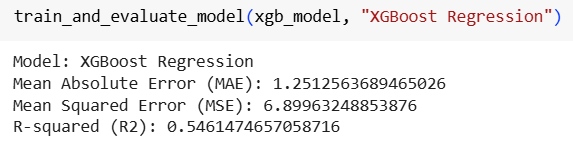 train_and_evaluate_model(xgb_model, "XGBoost Regression")
Model: XGBoost Regression
Mean Absolute Error (MAE): 1.2512563689465026
Mean Squared Error (MSE): 6.89963248853876
R-squared (R2): 0.5461474657058716